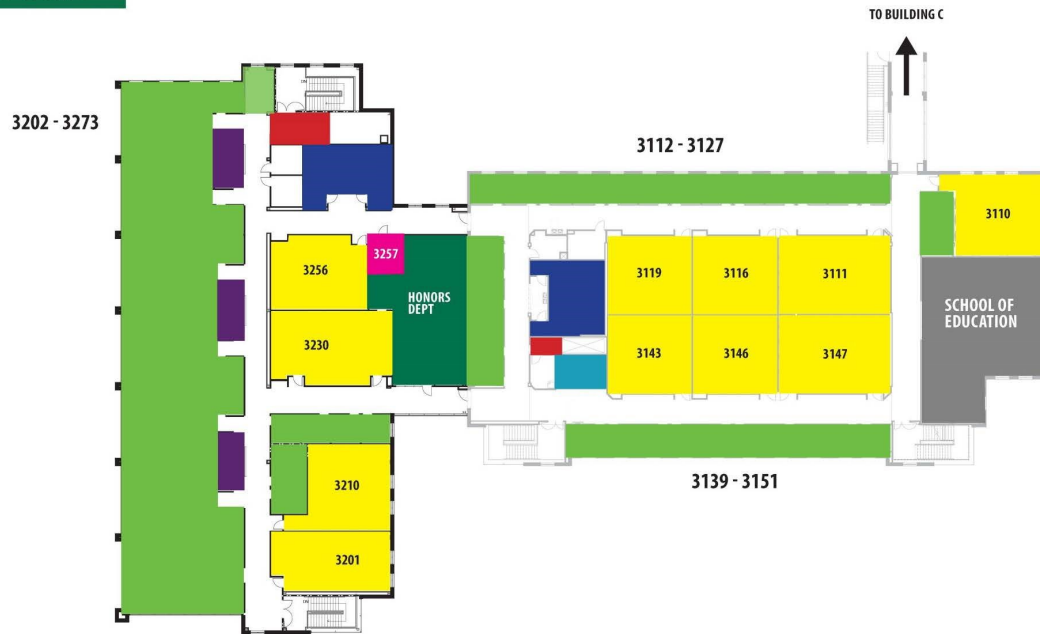 TO BUILDING C
3202 - 3273
3112 - 3127
3110
3257
3256
3119
3116
3111
HONORS
DEPT
SCHOOL OF
EDUCATION
3230
3143
3146
3147
3210
3139 - 3151
3201